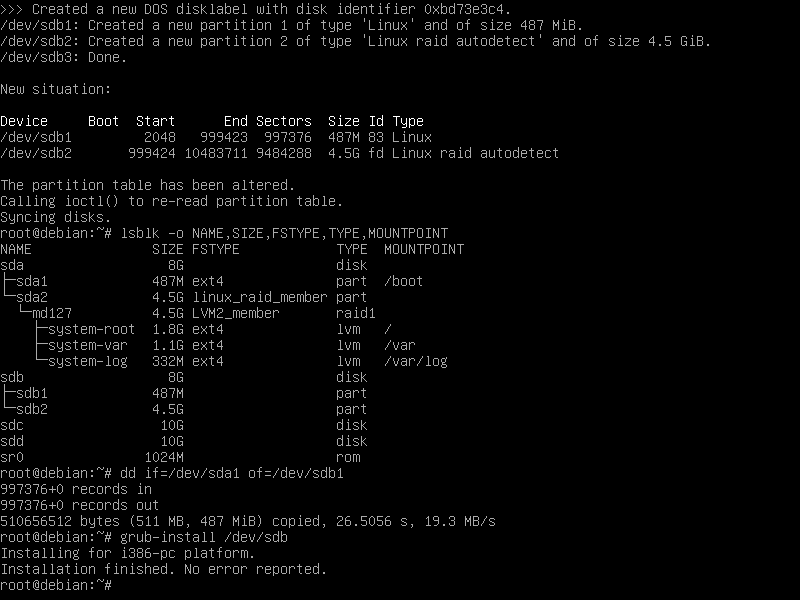 >>> Created a new DOS disklabel with disk identifier 0xbd73e3c4.
/dev/sdb1: Created a new partition 1 of type 'Linux' and of size 487 MiB.
/dev/sdb2: Created a new partition 2 of type 'Linux raid autodetect' and of size 4.5 GiB.
/dev/sdb3: Done.

New situation:

Device     Boot  Start      End Sectors  Size Id Type
/dev/sdb1         2048   999423  997376  487M 83 Linux
/dev/sdb2       999424 10483711 9484288  4.5G fd Linux raid autodetect

The partition table has been altered.
Calling ioctl() to re-read partition table.
Syncing disks.
root@debian:~# lsblk -o NAME,SIZE,FSTYPE,TYPE,MOUNTPOINT
NAME               SIZE FSTYPE            TYPE  MOUNTPOINT
sda                  8G                   disk
├─sda1             487M ext4              part  /boot
└─sda2             4.5G linux_raid_member part
  └─md127          4.5G LVM2_member       raid1
    ├─system-root  1.8G ext4              lvm   /
    ├─system-var   1.1G ext4              lvm   /var
    └─system-log   332M ext4              lvm   /var/log
sdb                  8G                   disk
├─sdb1             487M                   part
└─sdb2             4.5G                   part
sdc                 10G                   disk
sdd                 10G                   disk
sr0               1024M                   rom
root@debian:~# dd if=/dev/sda1 of=/dev/sdb1
997376+0 records in
997376+0 records out
510656512 bytes (511 MB, 487 MiB) copied, 26.5056 s, 19.3 MB/s
root@debian:~# grub-install /dev/sdb
Installing for i386-pc platform.
Installation finished. No error reported.
root@debian:~#